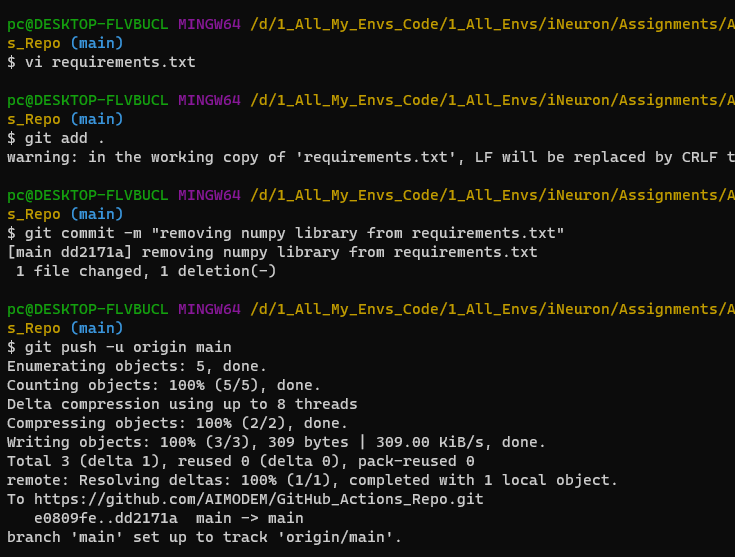 pc@DESKTOP-FLVBUCL MINGW64 /d/1_All_My_Envs_Code/1_All_Envs/iNeuron/Assignments/A
s_Repo (main)
$ vi requirements.txt
pc@DESKTOP-FLVBUCL MINGW64 /d/1_All_My_Envs_Code/1_All_Envs/iNeuron/Assignments/A
s_Repo (main)
$ git add .
warning: in the working copy of 'requirements.txt', LF will be replaced by CRLF t
pc@DESKTOP-FLVBUCL MINGW64 /d/1_All_My_Envs_Code/1_All_Envs/iNeuron/Assignments/A
s_Repo (main)
$ git commit -m "removing numpy library from requirements.txt"
[main dd2171a] removing numpy library from requirements.txt
 1 file changed, 1 deletion(-)
pc@DESKTOP-FLVBUCL MINGW64 /d/1_All_My_Envs_Code/1_All_Envs/iNeuron/Assignments/A
s_Repo (main)
$ git push -u origin main
Enumerating objects: 5, done.
Counting objects: 100% (5/5), done.
Delta compression using up to 8 threads
Compressing objects: 100% (2/2), done.
Writing objects: 100% (3/3), 309 bytes | 309.00 KiB/s, done.
Total 3 (delta 1), reused 0 (delta 0), pack-reused 0
remote: Resolving deltas: 100% (1/1), completed with 1 local object.
To https://github.com/AIMODEM/GitHub_Actions_Repo.git
   e0809fe..dd2171a  main -> main
branch 'main' set up to track 'origin/main'.